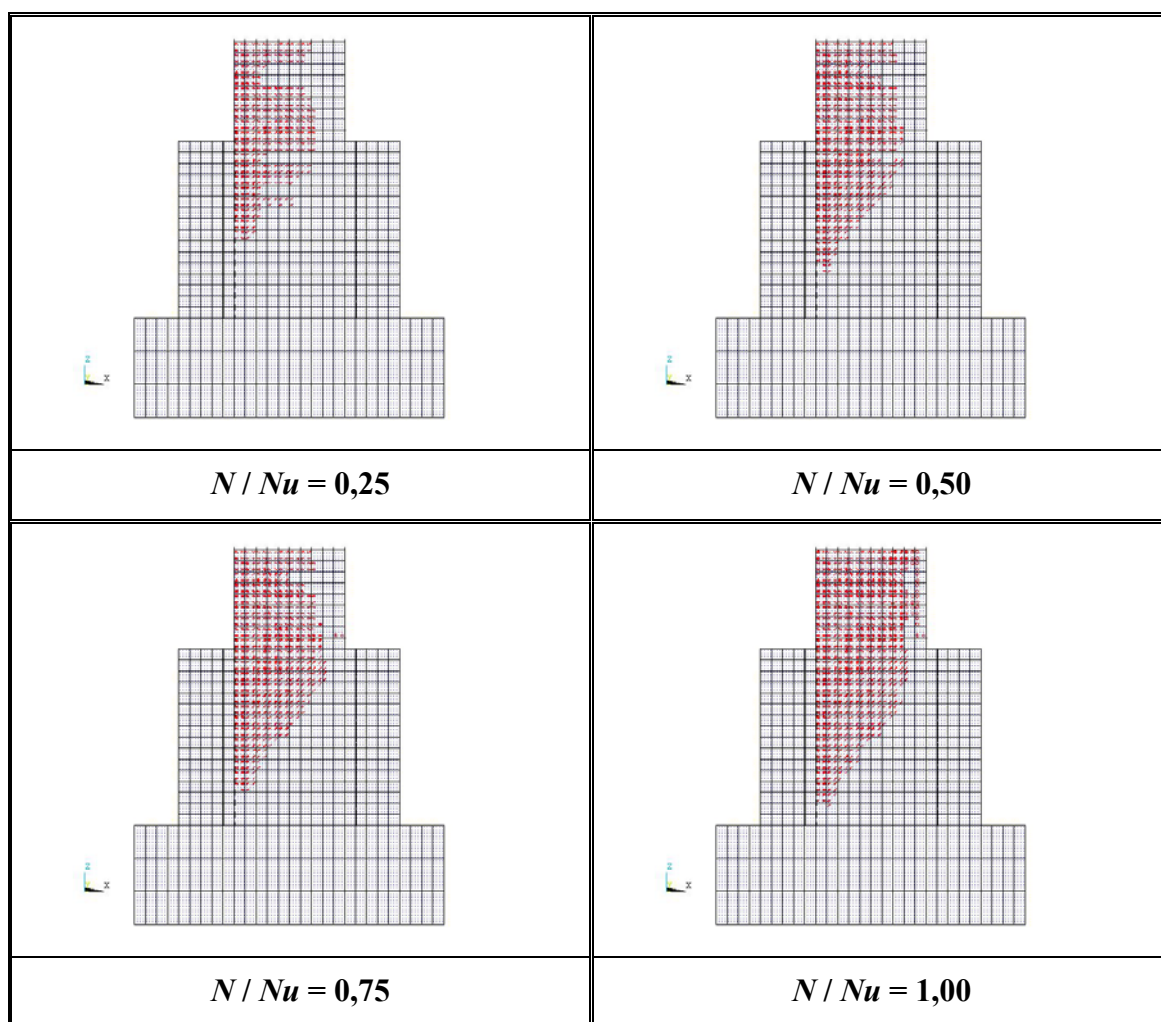 Z
X
Z
X
N / Nu = 0,25
N / Nu = 0,50
Z
X
Z
X
N / Nu = 0,75
N / Nu = 1,00